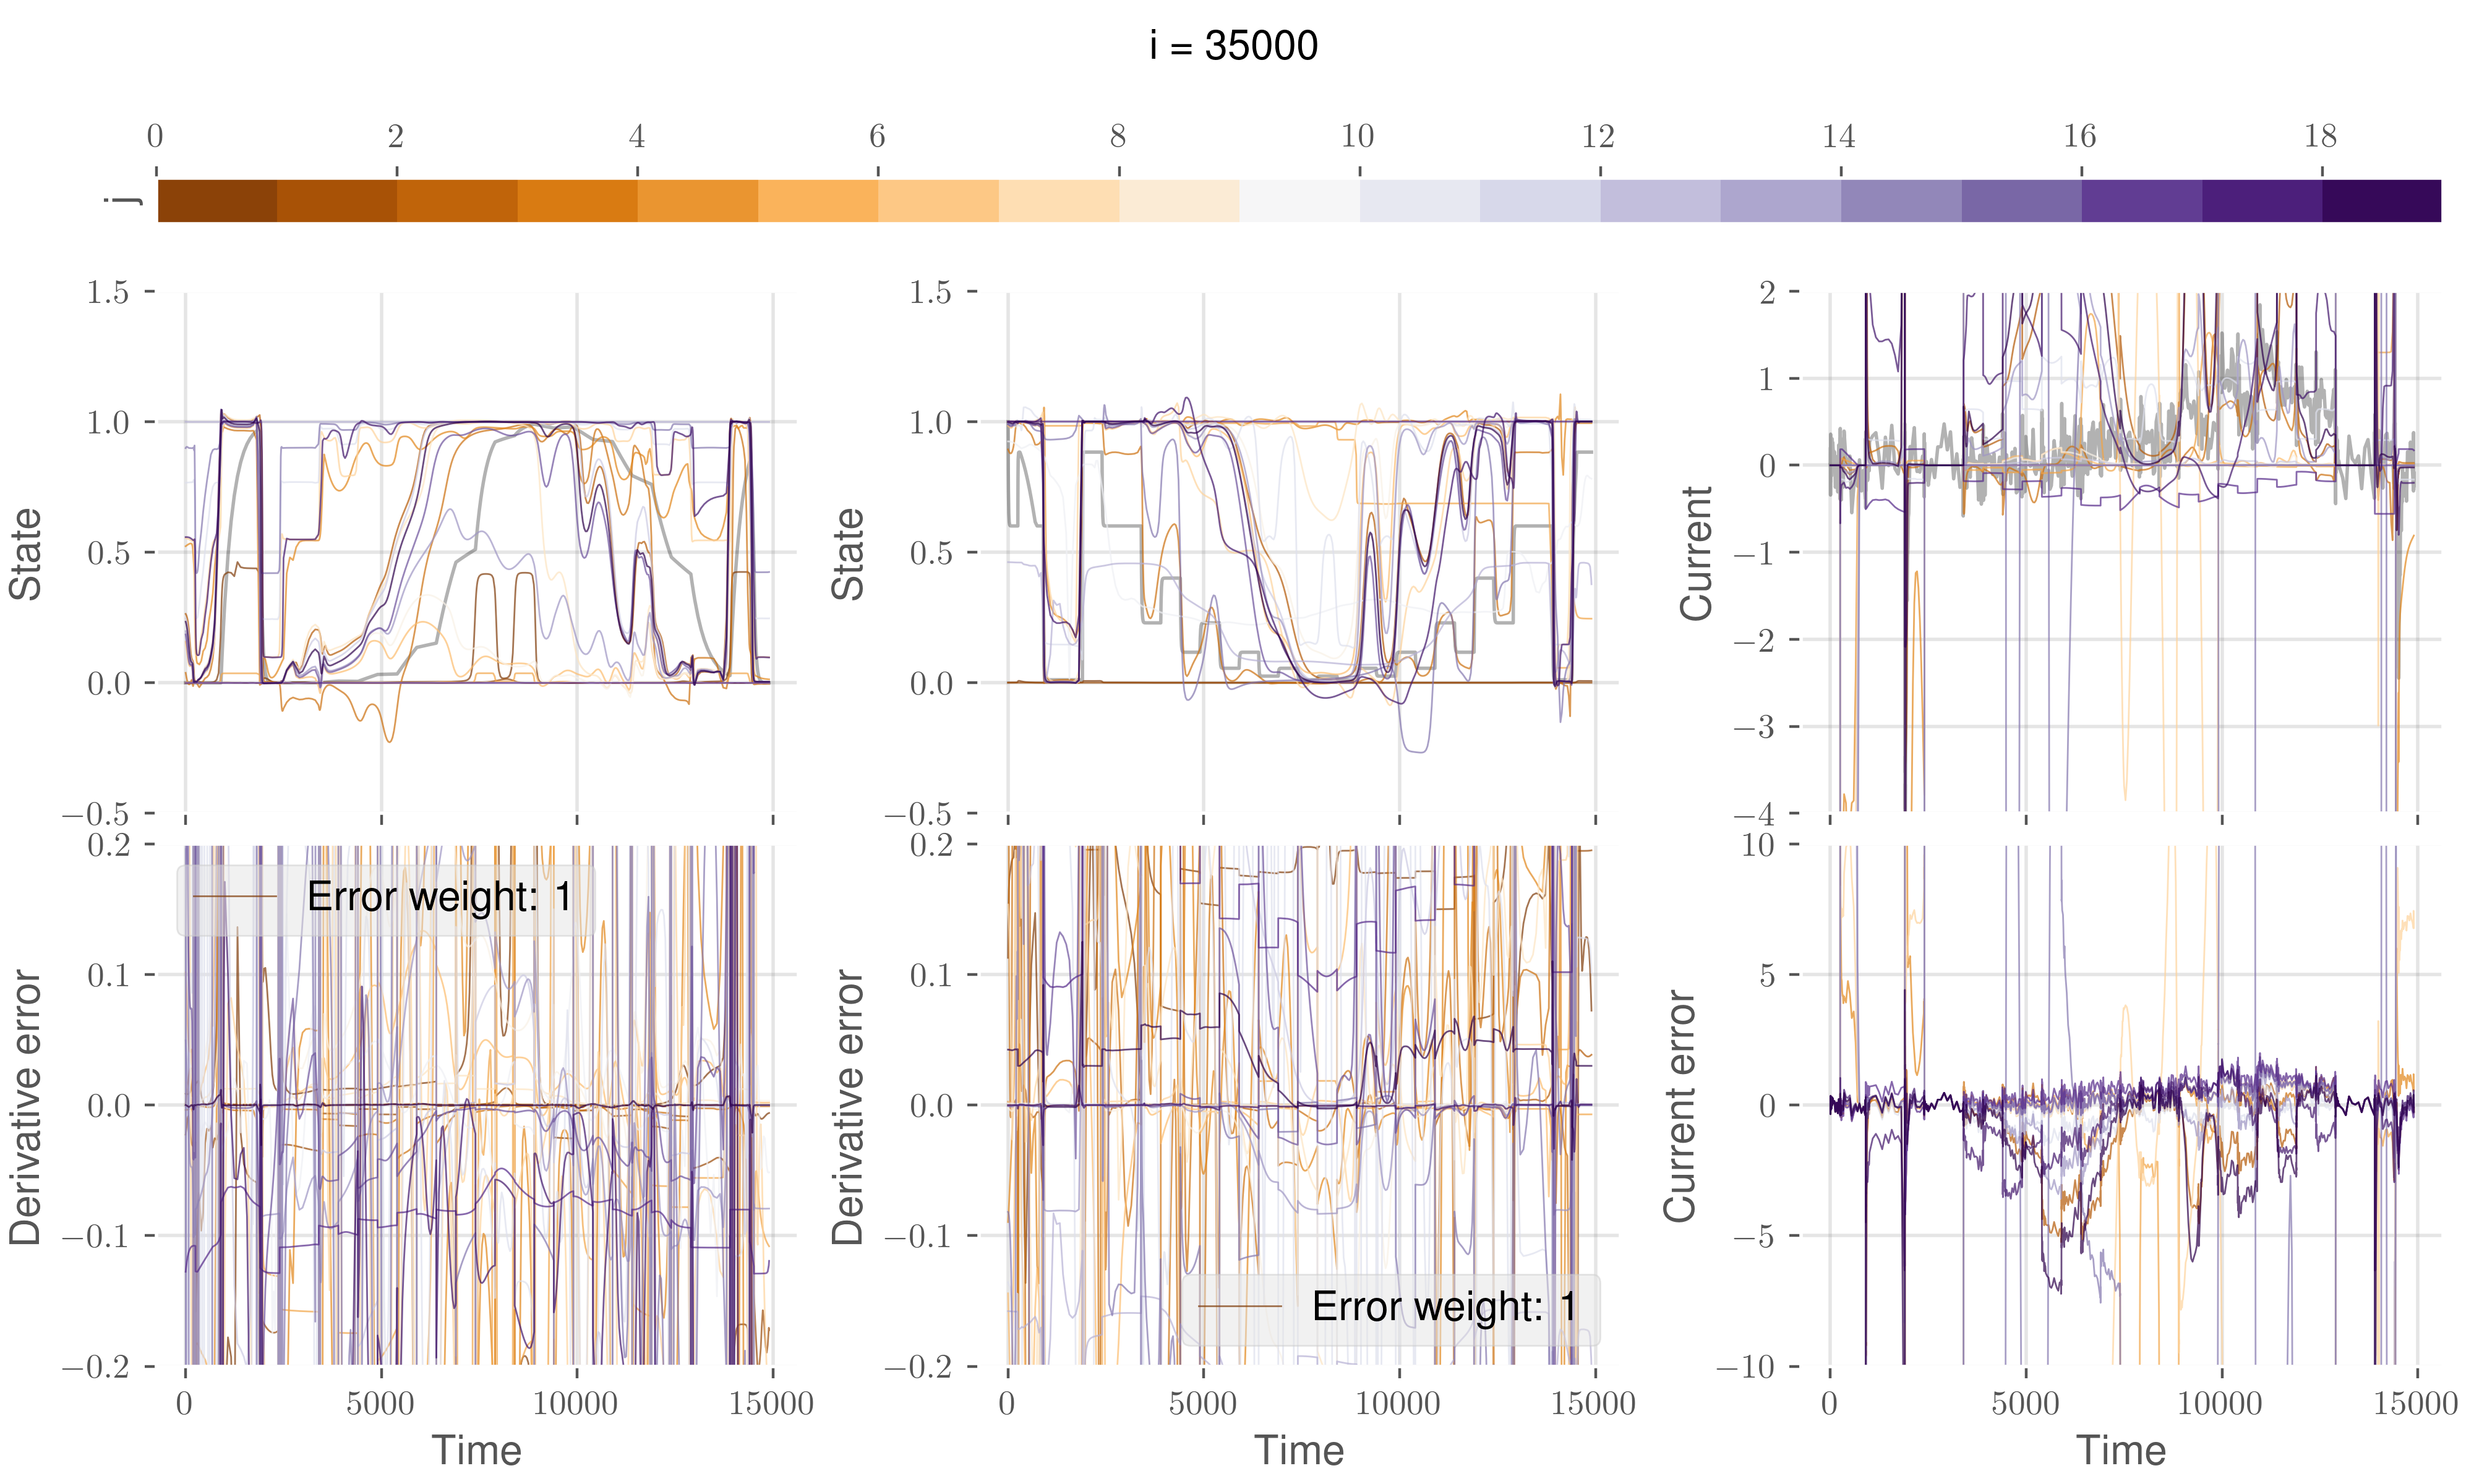 i = 35000
0 2 4 6 8 10 12 14 16 18
j
1.5 1.5 2
1.0 1.0 1
0.5 0.5 0
0.0 0.0 −1
−0.5 −0.5 −2
−3
−4
State State Current
0.2 0.2 10
0.1 0.1 5
0.0 0.0 0
−0.1 −0.1 −5
−0.2 −0.2 −10
Derivative error Derivative error Current error
Error weight: 1
Error weight: 1
0 5000 10000 15000 0 5000 10000 15000 0 5000 10000 15000
Time Time Time